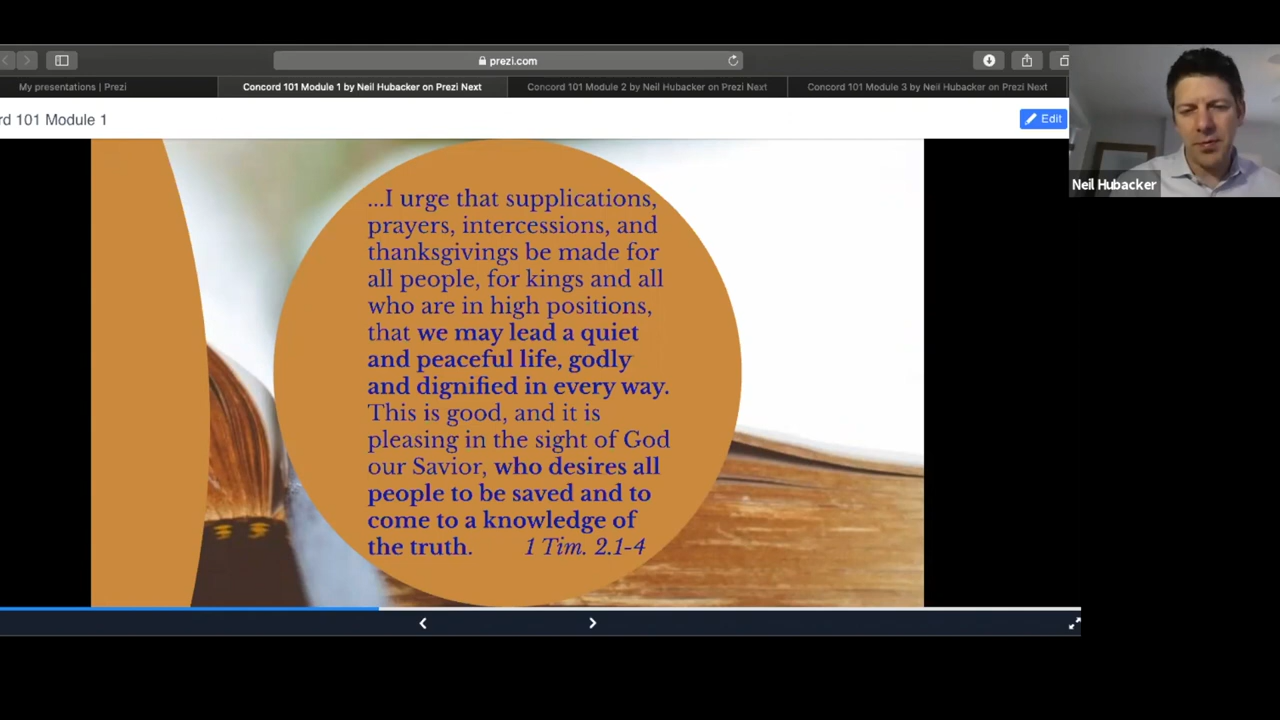 prezi.com
My presentations | Prezi
Concord 101 Module 1 by Neil Hubacker on Prezi Next
Concord 101 Module 2 by Neil Hubacker on Prezi Next
Concord 101 Module 3 by Neil Hubacker on Prezi Next
rd 101 Module 1
Edit
Neil Hubacker
...I urge that supplications,
prayers, intercessions, and
thanksgivings be made for
all people, for kings and all
who are in high positions,
that we may lead a quiet
and peaceful life, godly
and dignified in every way.
This is good, and it is
pleasing in the sight of God
our Savior, who desires all
people to be saved and to
come to a knowledge of
the truth. 1 Tim. 2.1-4